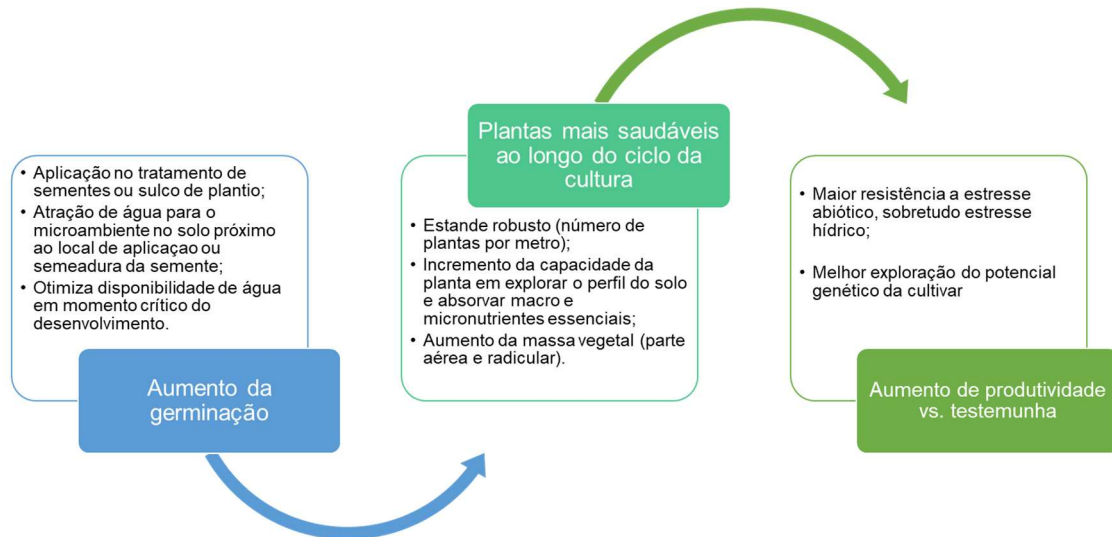 • Aplicação no tratamento de
sementes ou sulco de plantio;
• Atração de água para o
microambiente no solo próximo
ao local de aplicaçao ou
semeadura da semente;
• Otimiza disponibilidade de água
em momento crítico do
desenvolvimento.
Aumento da
germinação
Plantas mais saudáveis
ao longo do ciclo da
cultura
• Estande robusto (número de
plantas por metro);
• Incremento da capacidade da
planta em explorar o perfil do solo
e absorvar macro e
micronutrientes essenciais;
• Aumento da massa vegetal (parte
aérea e radicular).
• Maior resistência a estresse
abiótico, sobretudo estresse
hídrico;
• Melhor exploração do potencial
genético da cultivar
Aumento de produtividade
vs. testemunha